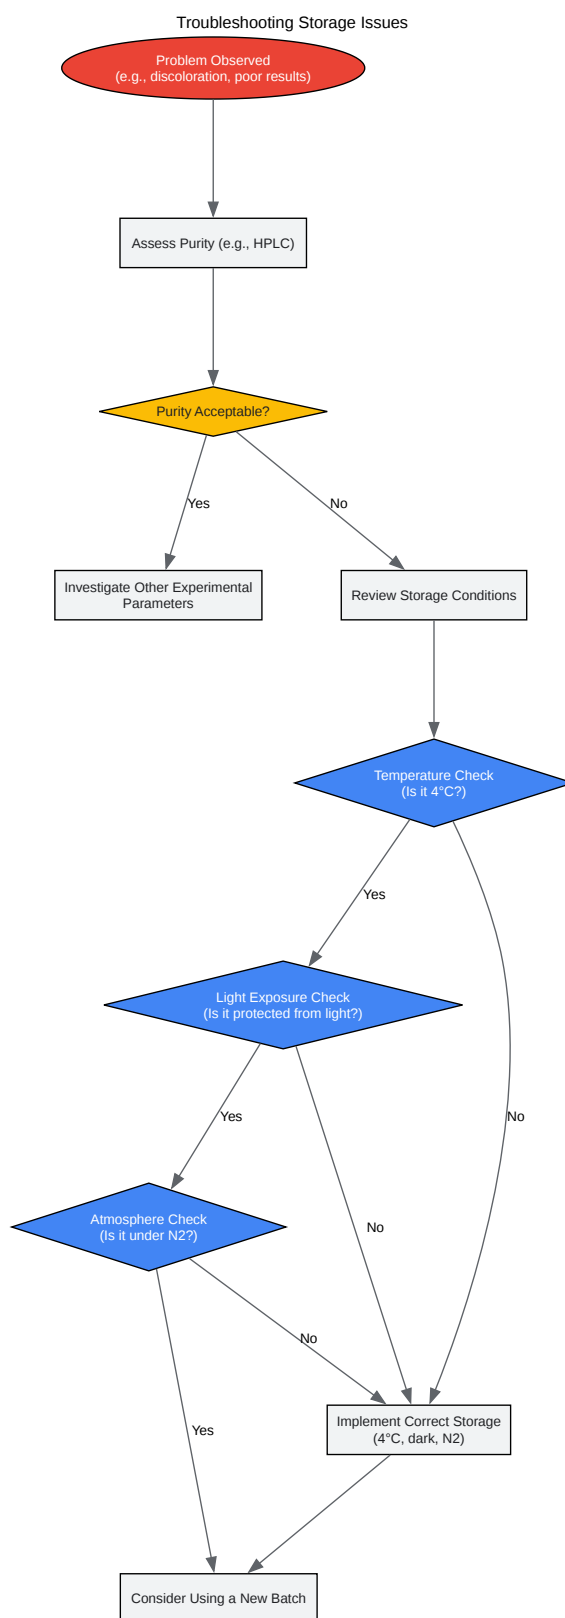 Troubleshooting Storage Issues
Problem Observed
(e.g., discoloration, poor results)
Assess Purity (e.g., HPLC)
Purity Acceptable?
Yes
No
Investigate Other Experimental
Parameters
Review Storage Conditions
Temperature Check
(Is it 4°C?)
Yes
Light Exposure Check
(Is it protected from light?)
Yes
No
Atmosphere Check
(Is it under N2?)
No
No
Implement Correct Storage
(4°C, dark, N2)
Yes
Consider Using a New Batch